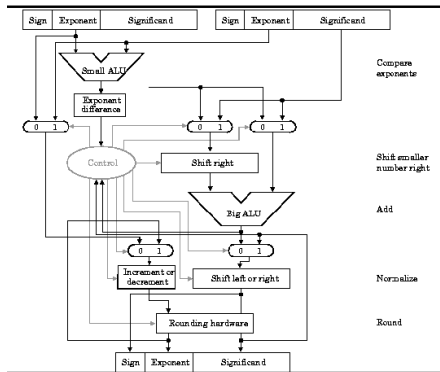 Sign Exponent Significand Sign Exponent Significand
Small ALU
Compare
exponents
Exponent
difference
0 1 0 1 0 1
Control
Shift right
Shift smaller
number right
Big ALU
Add
0 1 0 1
Increment or
decrement
Shift left or right
Normalize
Rounding hardware
Round
Sign Exponent Significand